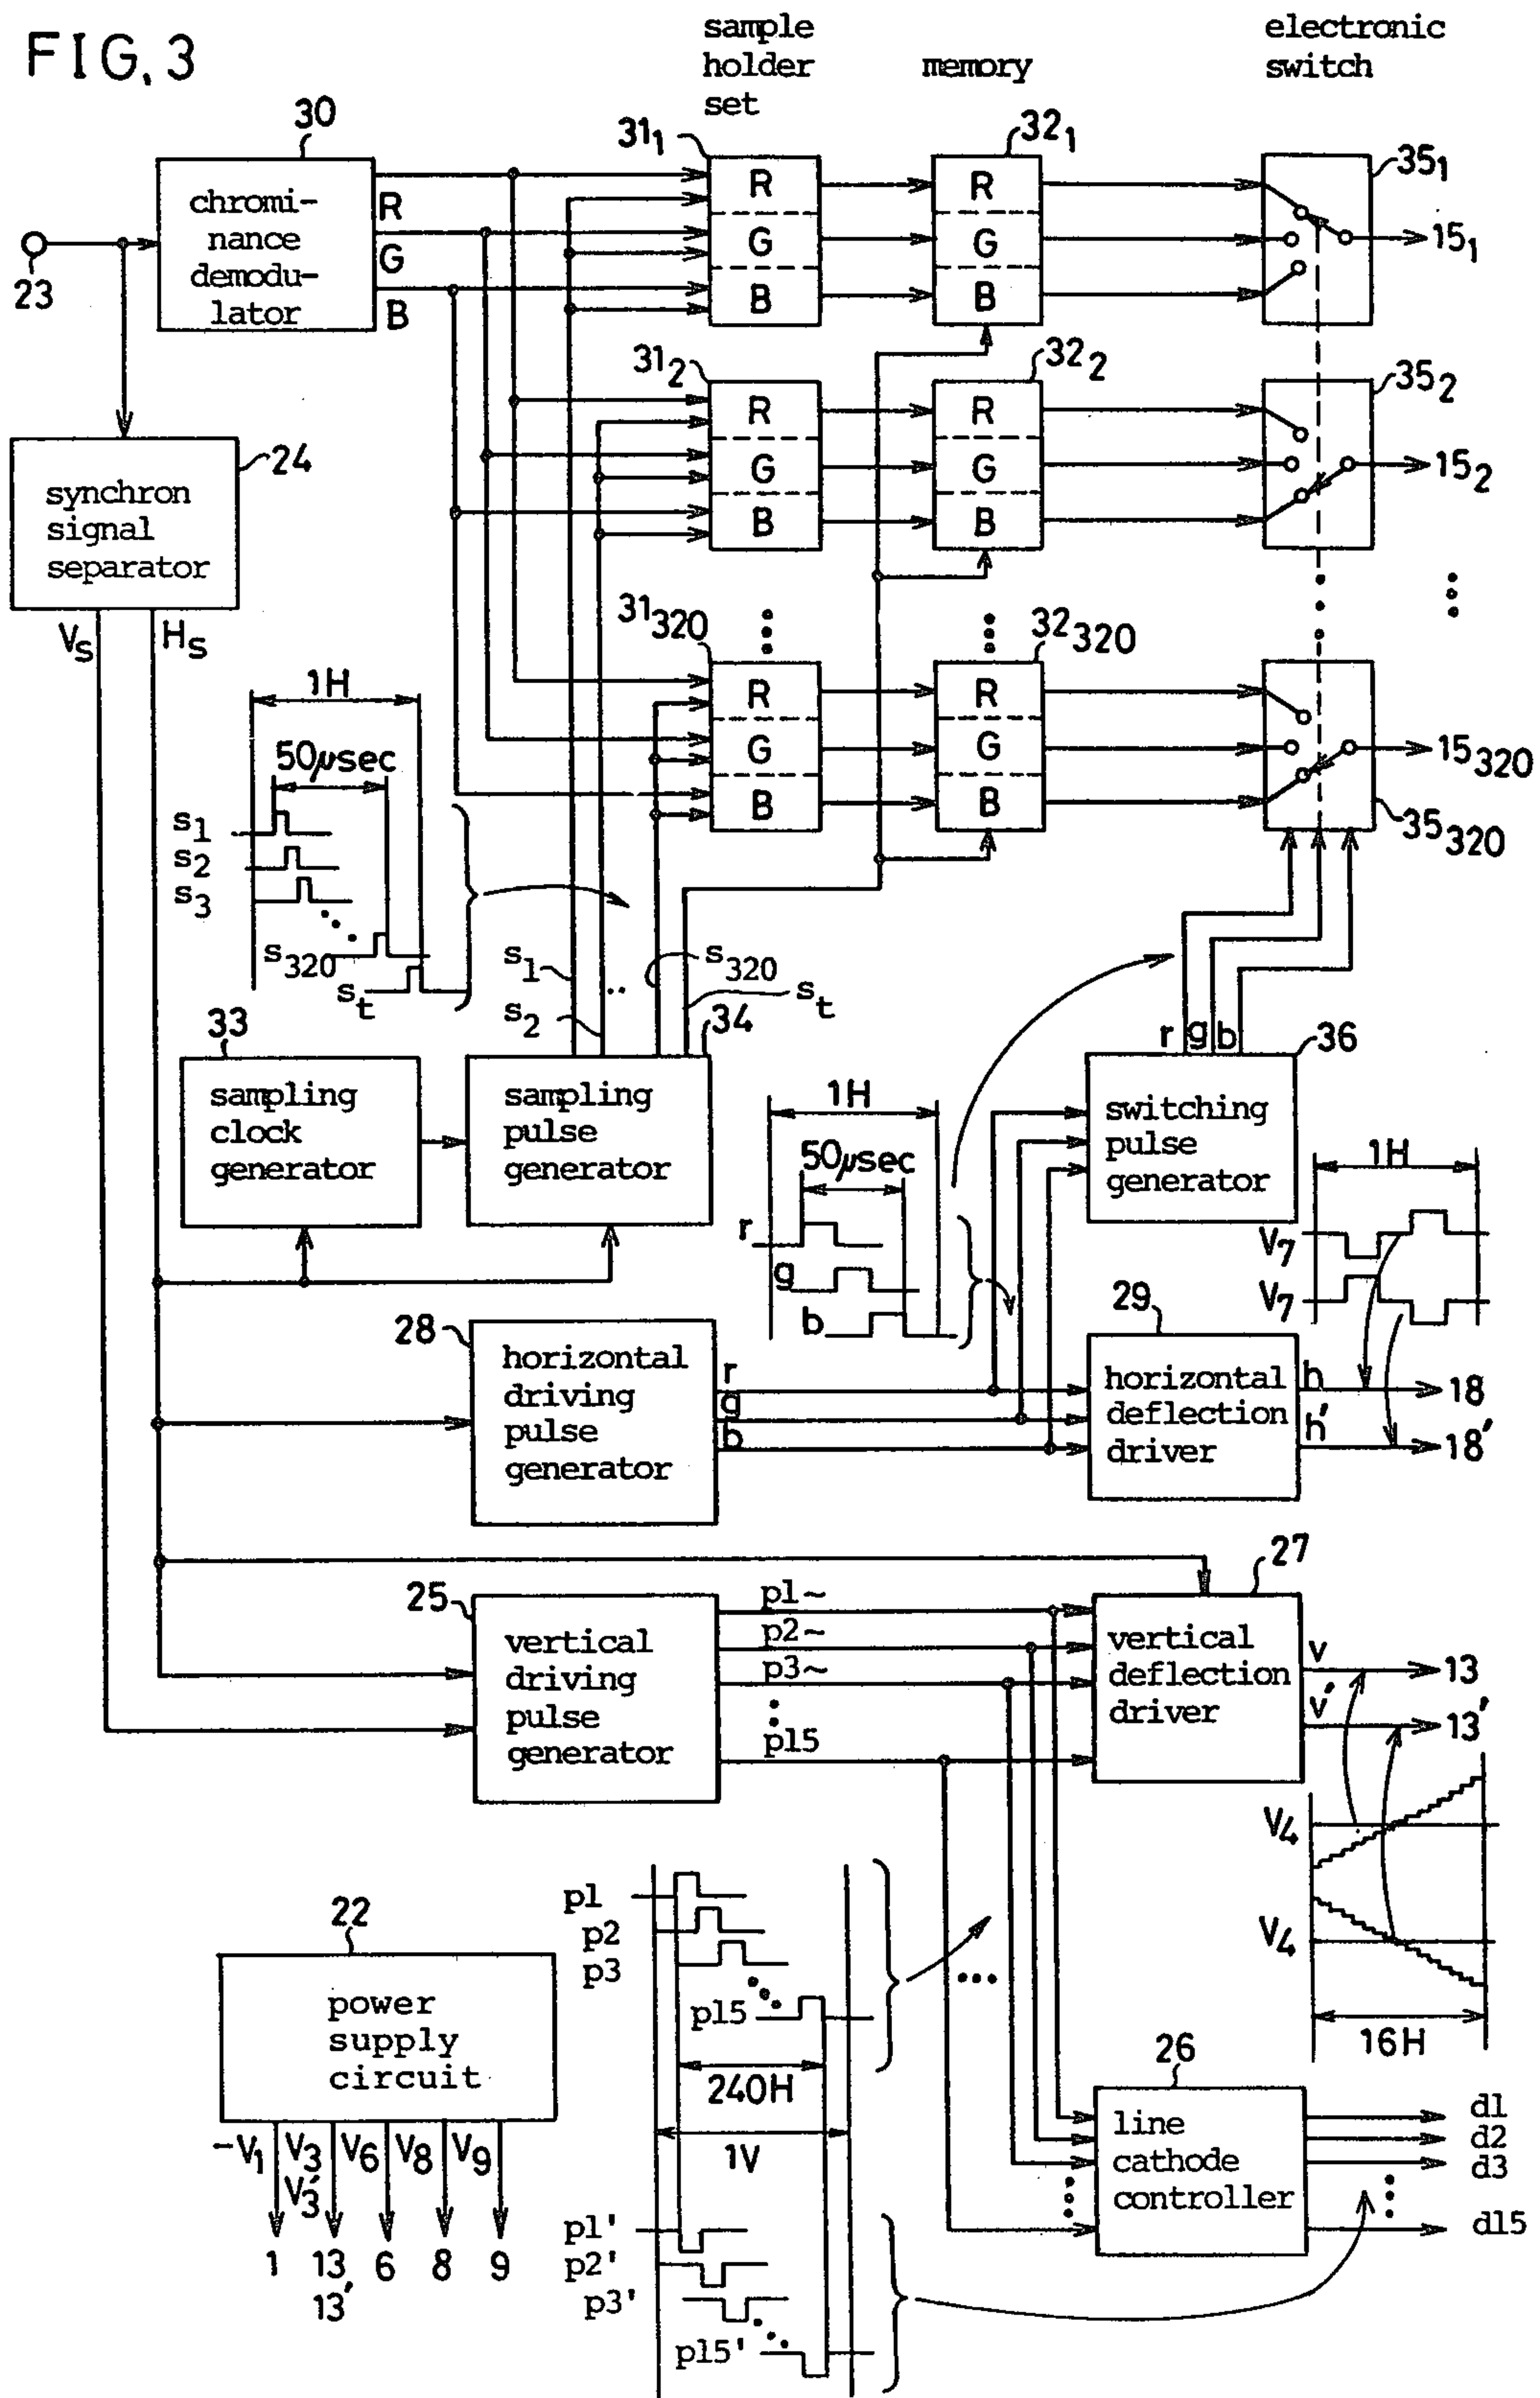 FIG. 3
sample
holder
set
memory
electronic
switch
30
chromi-
nance
demodu-
lator
R
G
B
23
31₁
R
G
B
32₁
R
G
B
35₁
15₁
31₂
R
G
B
32₂
R
G
B
35₂
15₂
24
synchron
signal
separator
V_S
H_S
31₃₂₀
R
G
B
32₃₂₀
R
G
B
15₃₂₀
35₃₂₀
1H
50μsec
s₁
s₂
s₃
s₃₂₀
s_t
s₁
s₂
s₃₂₀
s_t
33
sampling
clock
generator
34
sampling
pulse
generator
r g b
36
switching
pulse
generator
1H
50μsec
r
g
b
1H
V₇
V₇
28
horizontal
driving
pulse
generator
r
g
b
29
horizontal
deflection
driver
h
18
h'
18'
25
vertical
driving
pulse
generator
p1~
p2~
p3~
p15
27
vertical
deflection
driver
v
13
v'
13'
V₄
V₄
16H
22
power
supply
circuit
-V₁ V₃ V₆ V₈ V₉
V₃'
1 13 6 8 9
13'
p1
p2
p3
p15
240H
1V
p1'
p2'
p3'
p15'
26
line
cathode
controller
d1
d2
d3
d15